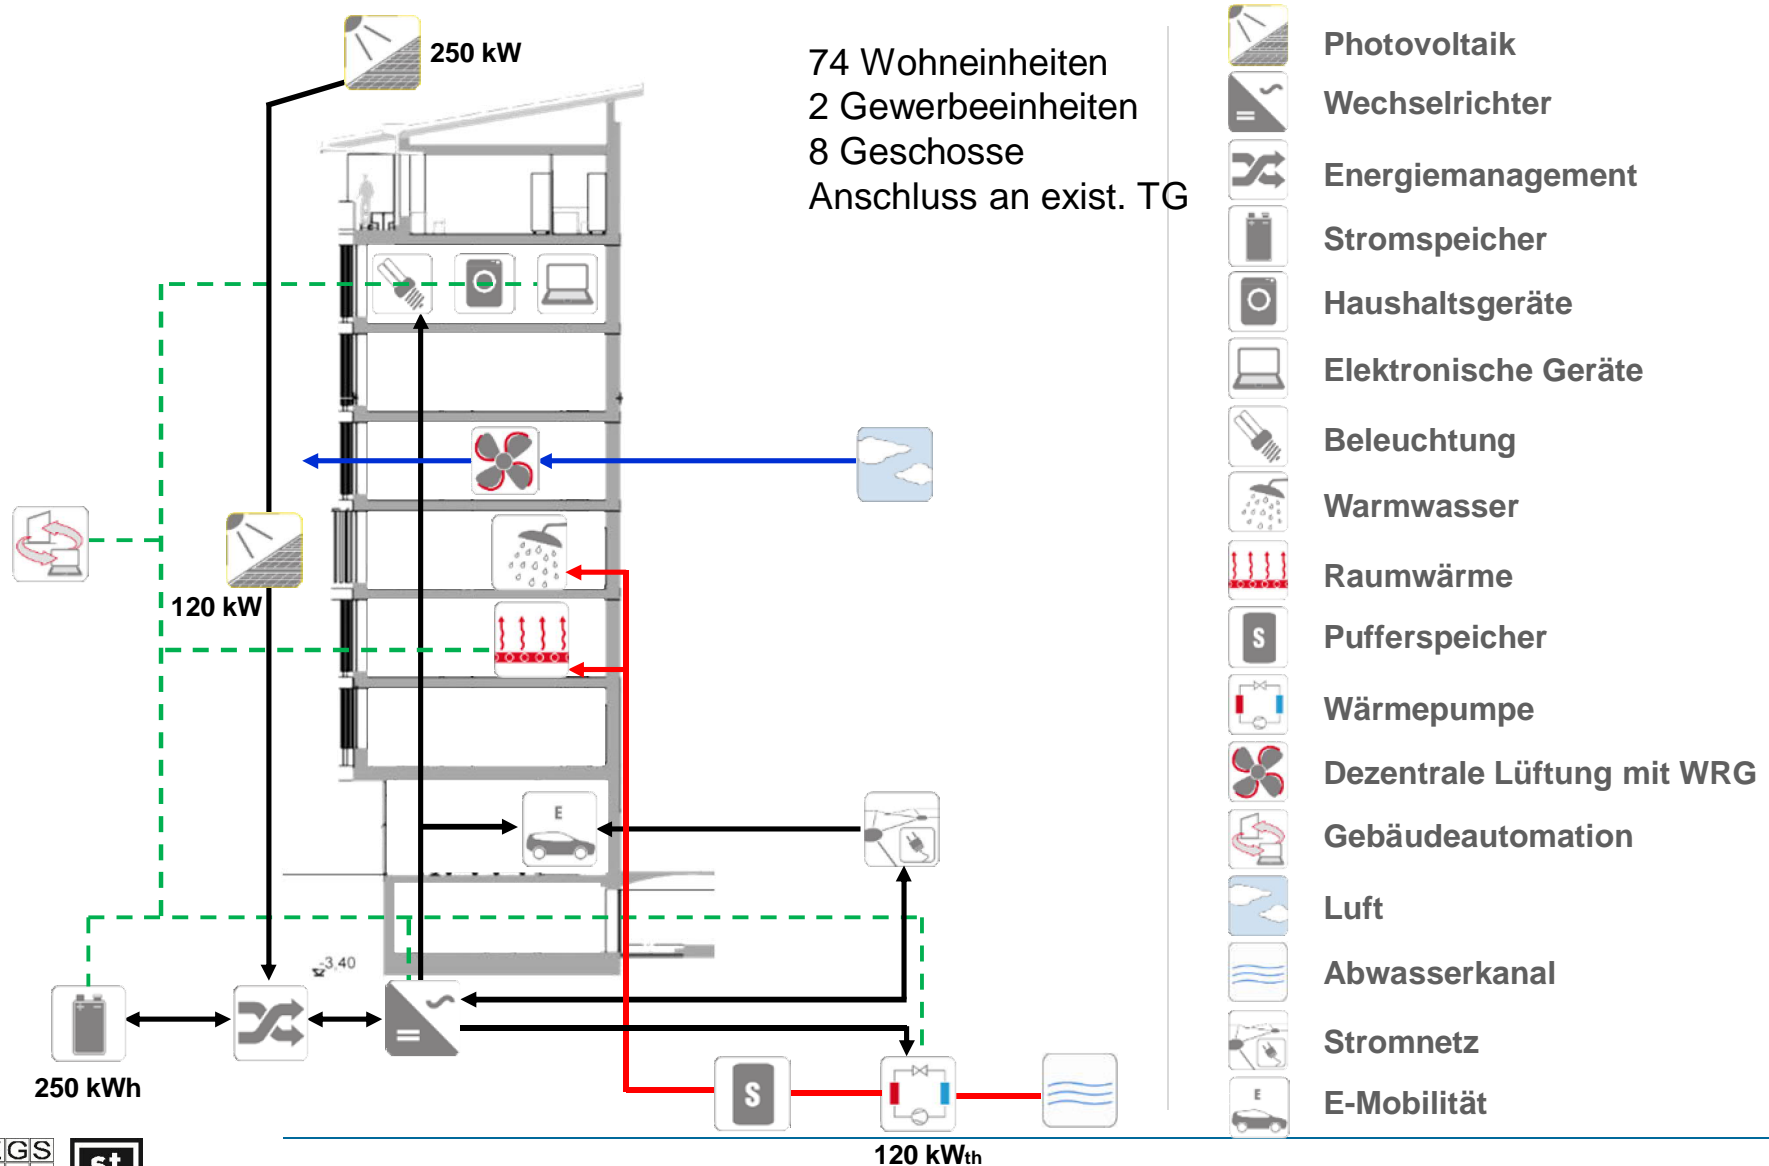 250 kW
74 Wohneinheiten
2 Gewerbeeinheiten
8 Geschosse
Anschluss an exist. TG
120 kW
E
-3,40
250 kWh
S
120 kWth
GS
st
Photovoltaik
Wechselrichter
Energiemanagement
Stromspeicher
Haushaltsgeräte
Elektronische Geräte
Beleuchtung
Warmwasser
Raumwärme
S
Pufferspeicher
Wärmepumpe
Dezentrale Lüftung mit WRG
Gebäudeautomation
Luft
Abwasserkanal
Stromnetz
E
E-Mobilität